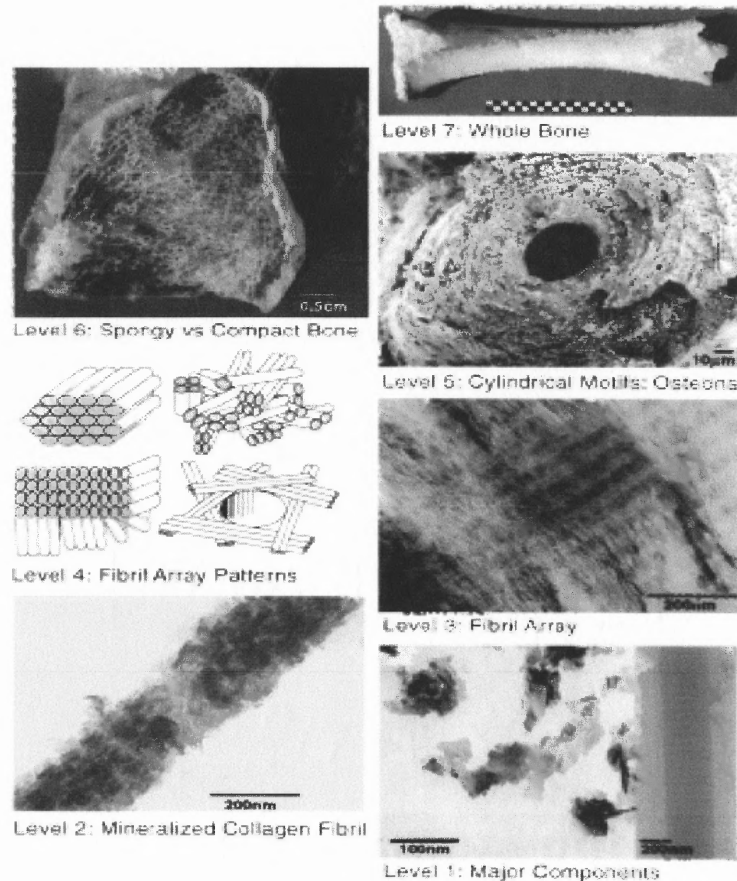 Level 7: Whole Bone
0.5cm
Level 6: Spongy vs Compact Bone
10μm
Level 5: Cylindrical Motifs: Osteons
Level 4: Fibril Array Patterns
200nm
Level 3: Fibril Array
200nm
Level 2: Mineralized Collagen Fibril
100nm
200nm
Level 1: Major Components